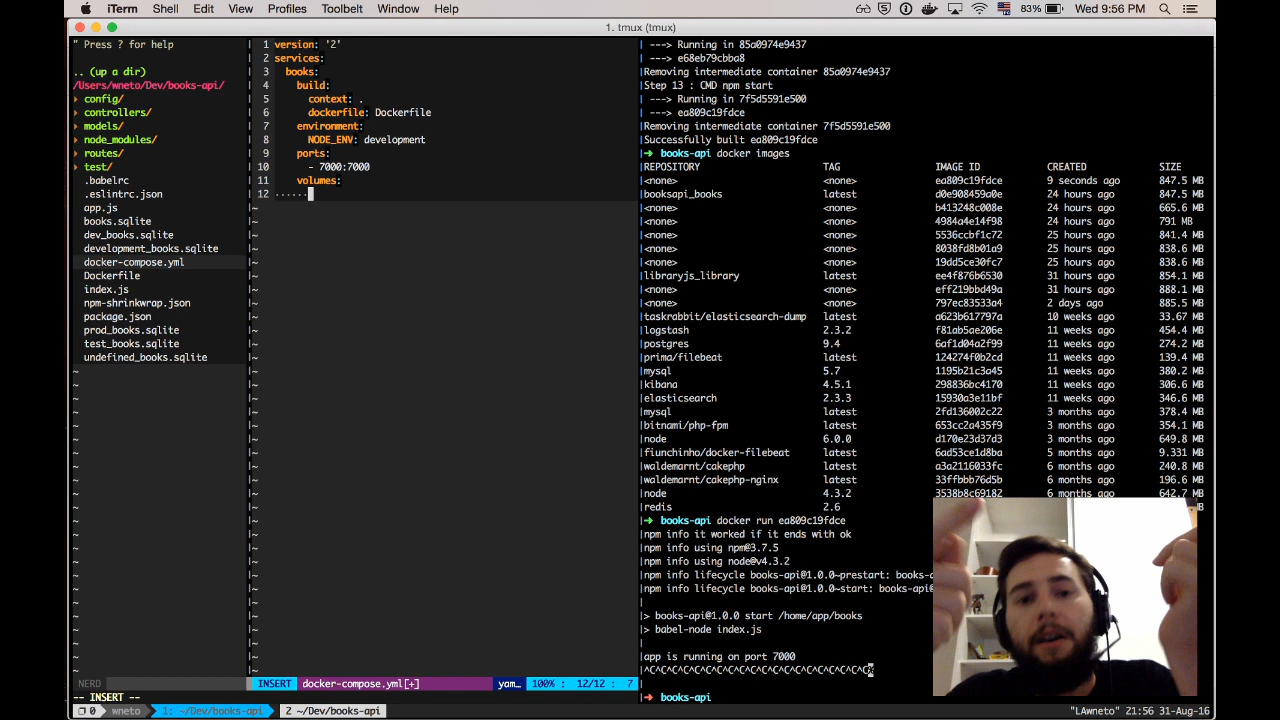 iTerm Shell Edit View Profiles Toolbelt Window Help 83% Wed 9:56 PM
1. tmux (tmux)
" Press ? for help
.. (up a dir)
/Users/wneto/Dev/books-api/
config/
controllers/
models/
node_modules/
routes/
test/
.babelrc
.eslintrc.json
app.js
books.sqlite
dev_books.sqlite
development_books.sqlite
docker-compose.yml
Dockerfile
index.js
npm-shrinkwrap.json
package.json
prod_books.sqlite
test_books.sqlite
undefined_books.sqlite
NERD
1 version: '2'
2 services:
3 books:
4 build:
5 context: .
6 dockerfile: Dockerfile
7 environment:
8 NODE_ENV: development
9 ports:
10 - 7000:7000
11 volumes:
12 ······
INSERT docker-compose.yml[+] yam… 100% : 12/12 : 7
-- INSERT --
---> Running in 85a0974e9437
---> e68eb79cbba8
Removing intermediate container 85a0974e9437
Step 13 : CMD npm start
---> Running in 7f5d5591e500
---> ea809c19fdce
Removing intermediate container 7f5d5591e500
Successfully built ea809c19fdce
➜ books-api docker images
REPOSITORY TAG IMAGE ID CREATED SIZE
<none> <none> ea809c19fdce 9 seconds ago 847.5 MB
booksapi_books latest d0e908459a0e 24 hours ago 847.5 MB
<none> <none> b413248c008e 24 hours ago 665.6 MB
<none> <none> 4984a4e14f98 24 hours ago 791 MB
<none> <none> 5536ccbf1c72 25 hours ago 841.4 MB
<none> <none> 8038fd8b01a9 25 hours ago 838.6 MB
<none> <none> 19dd5ce30fc7 25 hours ago 838.6 MB
libraryjs_library latest ee4f876b6530 31 hours ago 854.1 MB
<none> <none> eff219bbd49a 31 hours ago 888.1 MB
<none> <none> 797ec83533a4 2 days ago 885.5 MB
taskrabbit/elasticsearch-dump latest a623b617797a 10 weeks ago 33.67 MB
logstash 2.3.2 f81ab5ae206e 11 weeks ago 454.4 MB
postgres 9.4 6af1d04a2f99 11 weeks ago 274.2 MB
prima/filebeat latest 124274f0b2cd 11 weeks ago 139.4 MB
mysql 5.7 1195b21c3a45 11 weeks ago 380.2 MB
kibana 4.5.1 298836bc4170 11 weeks ago 306.6 MB
elasticsearch 2.3.3 15930a3e11bf 11 weeks ago 346.6 MB
mysql latest 2fd136002c22 3 months ago 378.4 MB
bitnami/php-fpm latest 653cc2a435f9 3 months ago 354.1 MB
node 6.0.0 d170e23d37d3 3 months ago 649.8 MB
fiunchinho/docker-filebeat latest 6ad53ce1d8ba 5 months ago 9.331 MB
waldemarnt/cakephp latest a3a2116033fc 6 months ago 240.8 MB
waldemarnt/cakephp-nginx latest 33ffbbb76d5b 6 months ago 196.6 MB
node 4.3.2 3538b8c69182 6 months ago 642.7 MB
redis 2.6
➜ books-api docker run ea809c19fdce
npm info it worked if it ends with ok
npm info using npm@3.7.5
npm info using node@v4.3.2
npm info lifecycle books-api@1.0.0~prestart: books-a
npm info lifecycle books-api@1.0.0~start: books-api@
> books-api@1.0.0 start /home/app/books
> babel-node index.js
app is running on port 7000
^C^C^C^C^C^C^C^C^C^C^C^C^C^C^C^C^C^C^C^C
➜ books-api
0 wneto 1: ~/Dev/books-api 2 ~/Dev/books-api "LAwneto" 21:56 31-Aug-16